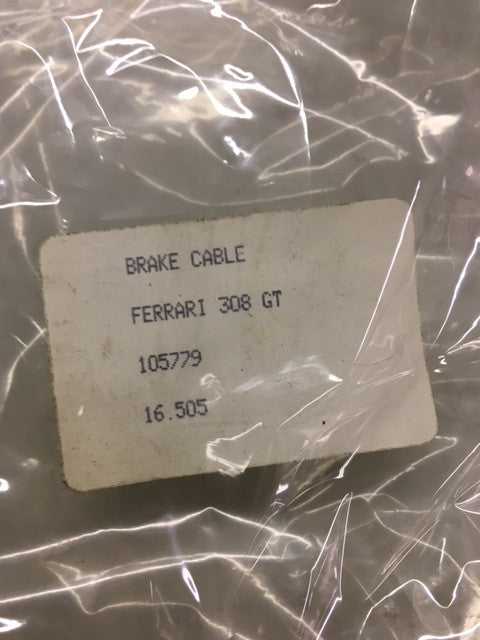 BRAKE CABLE
FERRARI 308 GT
105779
16.505